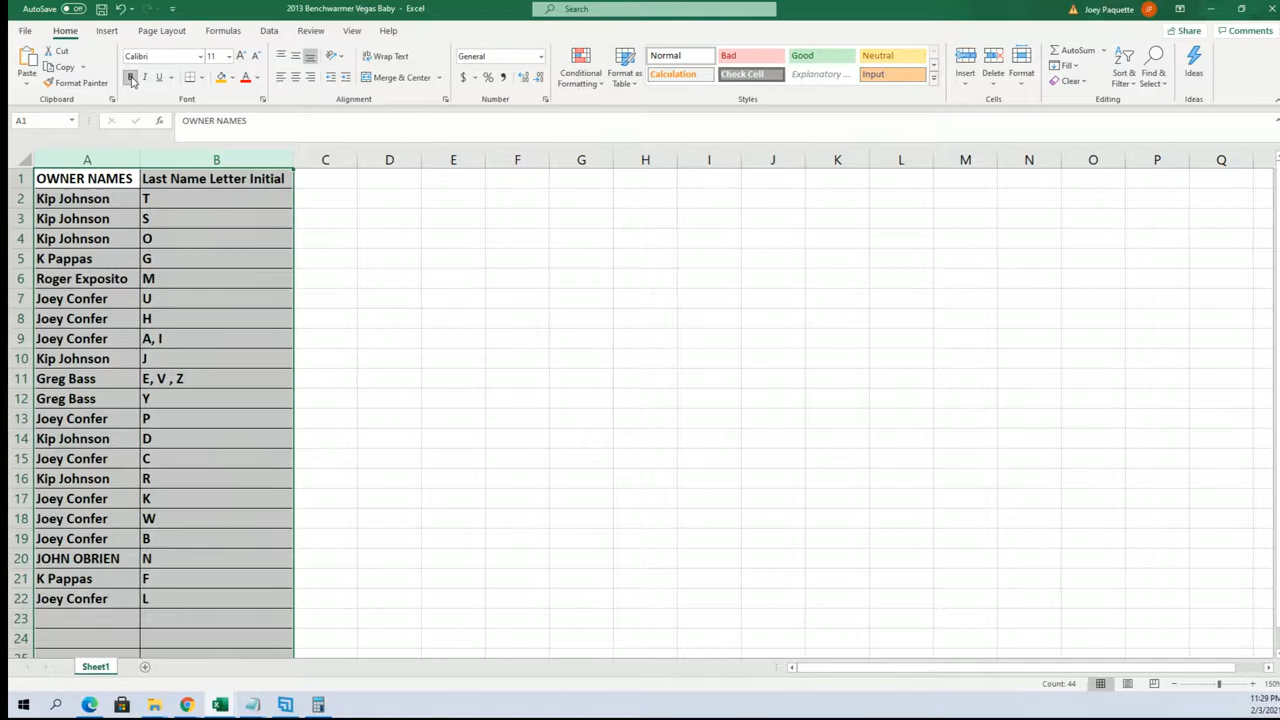 AutoSave Off 2013 Benchwarmer Vegas Baby - Excel Search Joey Paquette JP
File Home Insert Page Layout Formulas Data Review View Help Share Comments
Paste Cut Copy Format Painter Clipboard
Calibri 11 B I U A Font
Wrap Text Merge & Center Alignment
General $ % Number
Conditional Formatting Format as Table Normal Bad Good Neutral
Calculation Check Cell Explanatory ... Input Styles
Insert Delete Format Cells
AutoSum Fill Clear Sort & Filter Find & Select Editing
Ideas Ideas
A1 fx OWNER NAMES
A B C D E F G H I J K L M N O P Q
1 OWNER NAMES Last Name Letter Initial
2 Kip Johnson T
3 Kip Johnson S
4 Kip Johnson O
5 K Pappas G
6 Roger Exposito M
7 Joey Confer U
8 Joey Confer H
9 Joey Confer A, I
10 Kip Johnson J
11 Greg Bass E, V , Z
12 Greg Bass Y
13 Joey Confer P
14 Kip Johnson D
15 Joey Confer C
16 Kip Johnson R
17 Joey Confer K
18 Joey Confer W
19 Joey Confer B
20 JOHN OBRIEN N
21 K Pappas F
22 Joey Confer L
23
24
25
Sheet1
Count: 44 150%
11:29 PM